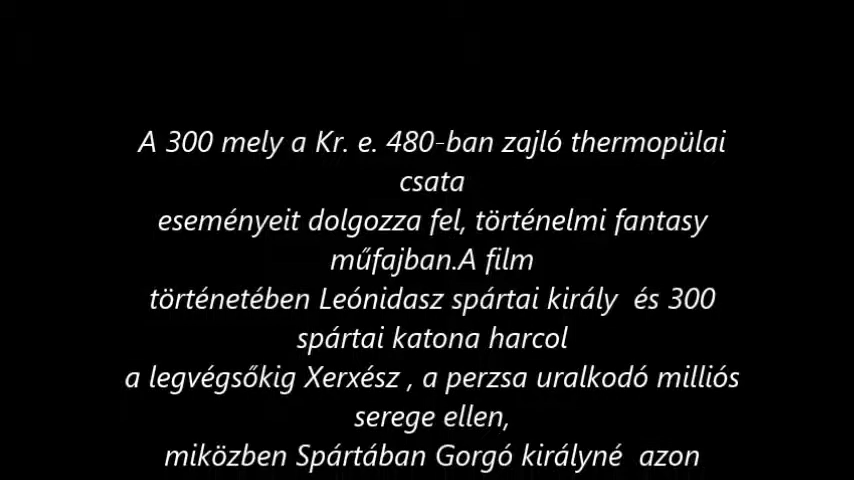 A 300 mely a Kr. e. 480-ban zajló thermopülai
csata
eseményeit dolgozza fel, történelmi fantasy
műfajban.A film
történetében Leónidasz spártai király  és 300
spártai katona harcol
a legvégsőkig Xerxész , a perzsa uralkodó milliós
serege ellen,
miközben Spártában Gorgó királyné  azon